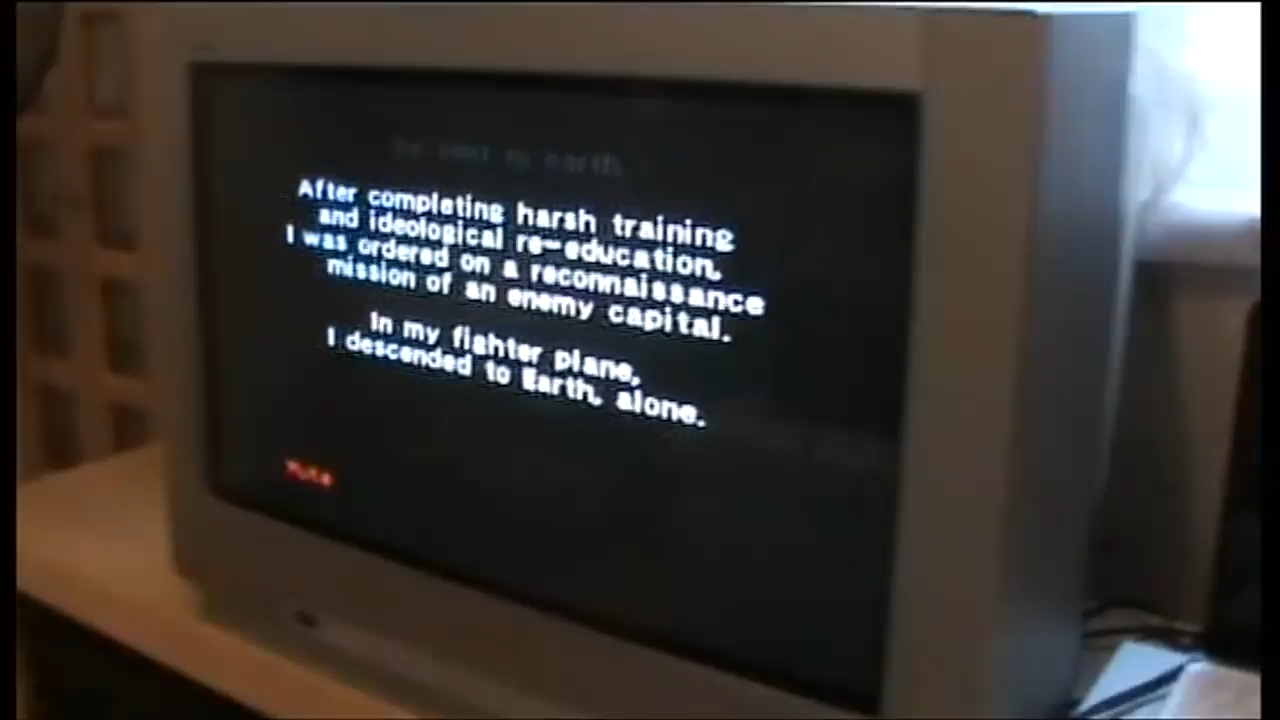 After completing harsh training
and ideological re-education,
I was ordered on a reconnaissance
mission of an enemy capital.
In my fighter plane,
I descended to Earth, alone.
Mute